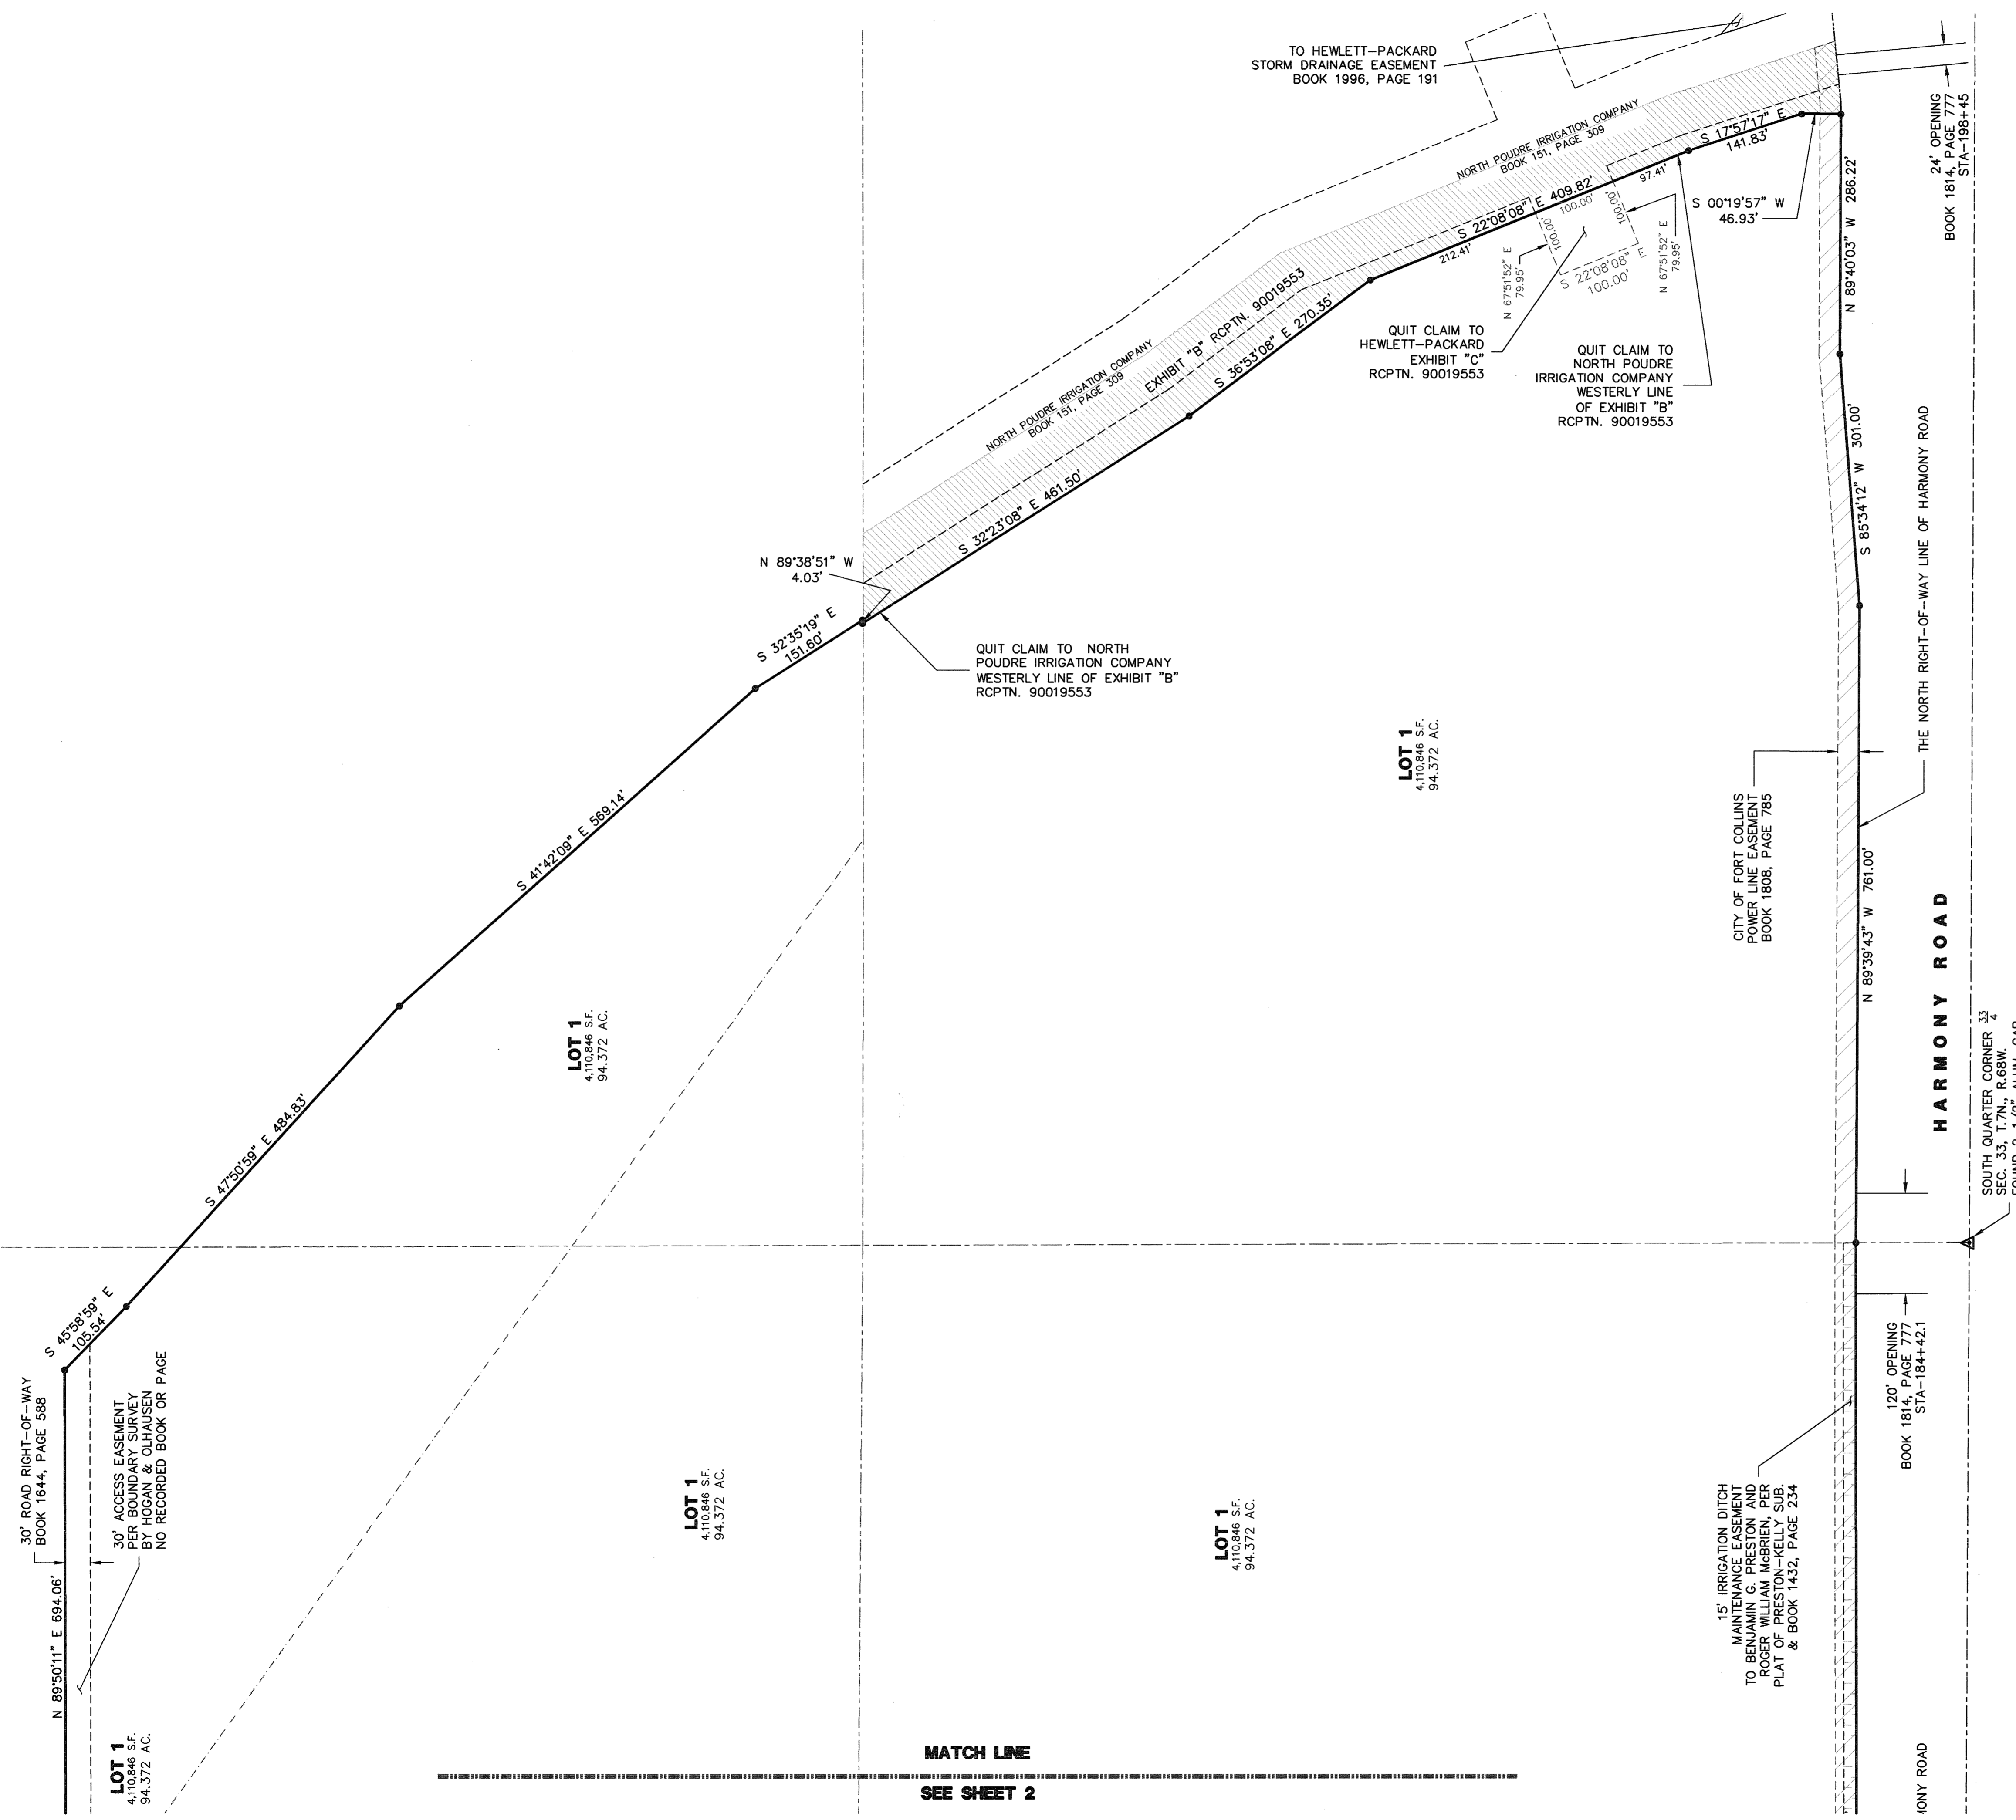 TO HEWLETT-PACKARD
STORM DRAINAGE EASEMENT
BOOK 1996, PAGE 191
24' OPENING
BOOK 1814, PAGE 777
STA-198+45
NORTH POUDRE IRRIGATION COMPANY
BOOK 151, PAGE 309
S 17°57'17" E
141.83'
S 00°19'57" W
46.93'
N 89°40'03" W 286.22'
S 22°08'08" E 409.82'
212.41'
100.00'
97.41'
100.00'
100.00'
N 67°51'52" E
79.95'
S 22°08'08" E
100.00'
N 67°51'52" E
79.95'
QUIT CLAIM TO
HEWLETT-PACKARD
EXHIBIT "C"
RCPTN. 90019553
QUIT CLAIM TO
NORTH POUDRE
IRRIGATION COMPANY
WESTERLY LINE
OF EXHIBIT "B"
RCPTN. 90019553
NORTH POUDRE IRRIGATION COMPANY
BOOK 151, PAGE 309
EXHIBIT "B" RCPTN. 90019553
S 36°53'08" E 270.35'
S 32°23'08" E 461.50'
S 85°34'12" W 301.00'
THE NORTH RIGHT-OF-WAY LINE OF HARMONY ROAD
N 89°38'51" W
4.03'
S 32°35'19" E
151.60'
QUIT CLAIM TO NORTH
POUDRE IRRIGATION COMPANY
WESTERLY LINE OF EXHIBIT "B"
RCPTN. 90019553
LOT 1
4,110,846 S.F.
94.372 AC.
CITY OF FORT COLLINS
POWER LINE EASEMENT
BOOK 1808, PAGE 785
N 89°39'43" W 761.00'
HARMONY ROAD
S 41°42'09" E 569.14'
LOT 1
4,110,846 S.F.
94.372 AC.
S 47°50'59" E 484.83'
SOUTH QUARTER CORNER 33/4
SEC. 33, T.7N., R.68W.
S 45°58'59" E
105.54'
30' ROAD RIGHT-OF-WAY
BOOK 1644, PAGE 588
30' ACCESS EASEMENT
PER BOUNDARY SURVEY
BY HOGAN & OLHAUSEN
NO RECORDED BOOK OR PAGE
N 89°50'11" E 694.06'
LOT 1
4,110,846 S.F.
94.372 AC.
LOT 1
4,110,846 S.F.
94.372 AC.
LOT 1
4,110,846 S.F.
94.372 AC.
120' OPENING
BOOK 1814, PAGE 777
STA-184+42.1
15' IRRIGATION DITCH
MAINTENANCE EASEMENT
TO BENJAMIN G. PRESTON AND
ROGER WILLIAM McBRIEN, PER
PLAT OF PRESTON-KELLY SUB.
& BOOK 1432, PAGE 234
MATCH LINE
SEE SHEET 2
MONY ROAD